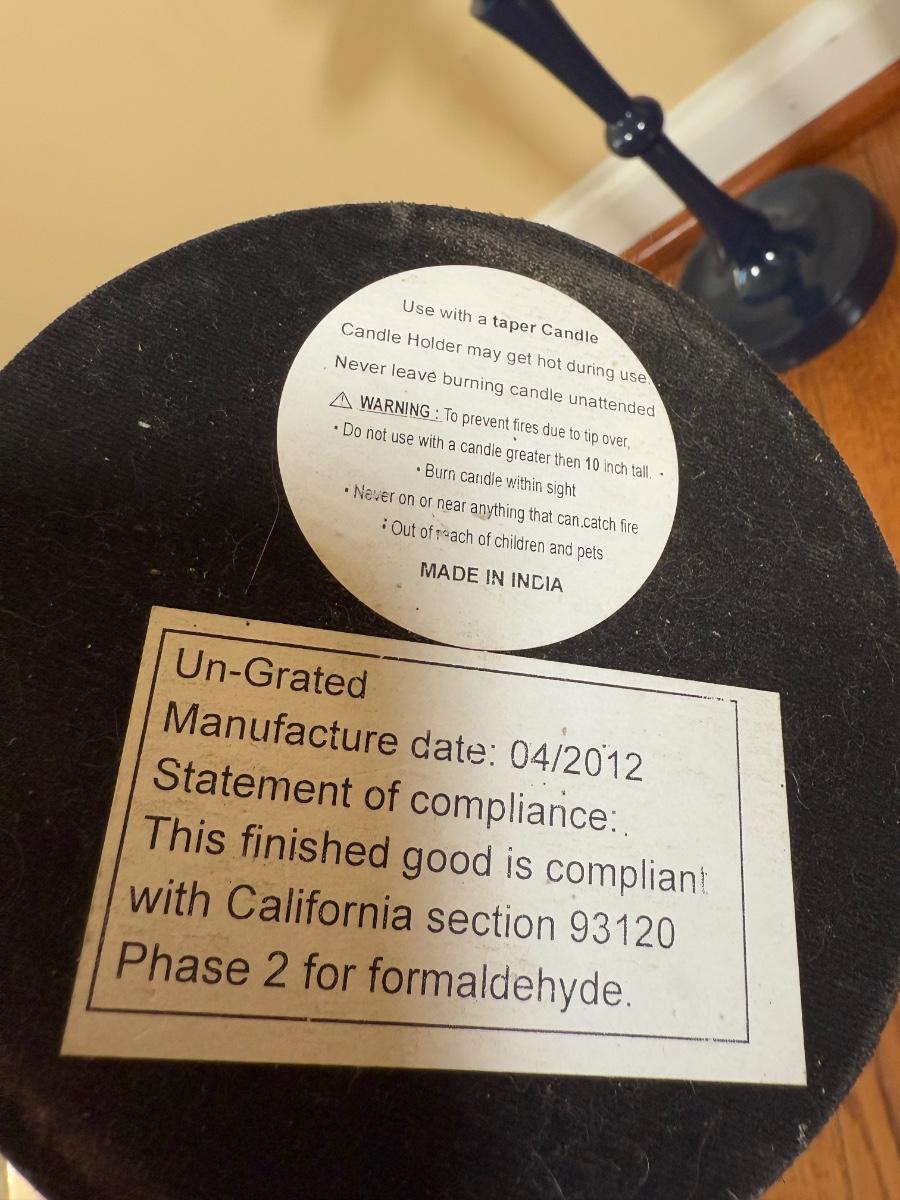 Use with a taper Candle
Candle Holder may get hot during use.
Never leave burning candle unattended
⚠ WARNING : To prevent fires due to tip over,
• Do not use with a candle greater then 10 inch tall.
• Burn candle within sight
• Never on or near anything that can catch fire
• Out of reach of children and pets
MADE IN INDIA
Un-Grated
Manufacture date: 04/2012
Statement of compliance:
This finished good is compliant
with California section 93120
Phase 2 for formaldehyde.